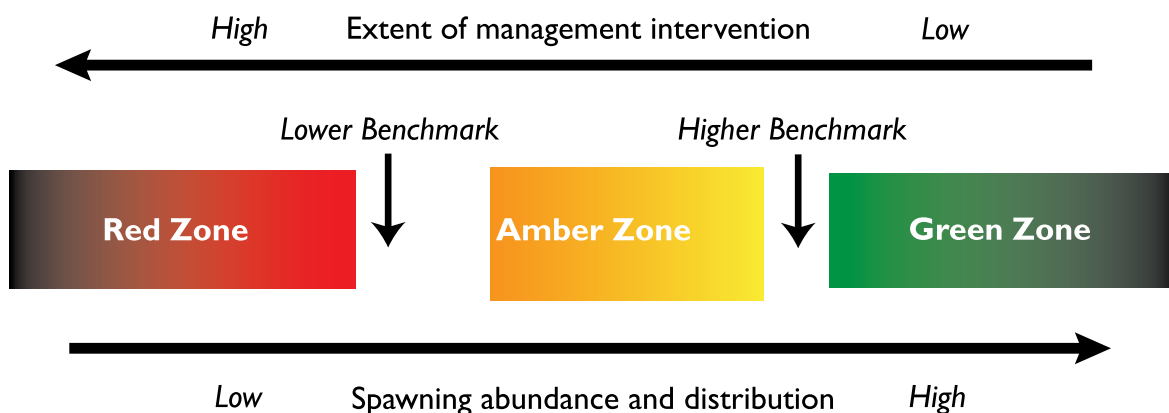 High Extent of management intervention Low
Lower Benchmark Higher Benchmark
Red Zone Amber Zone Green Zone
Low Spawning abundance and distribution High